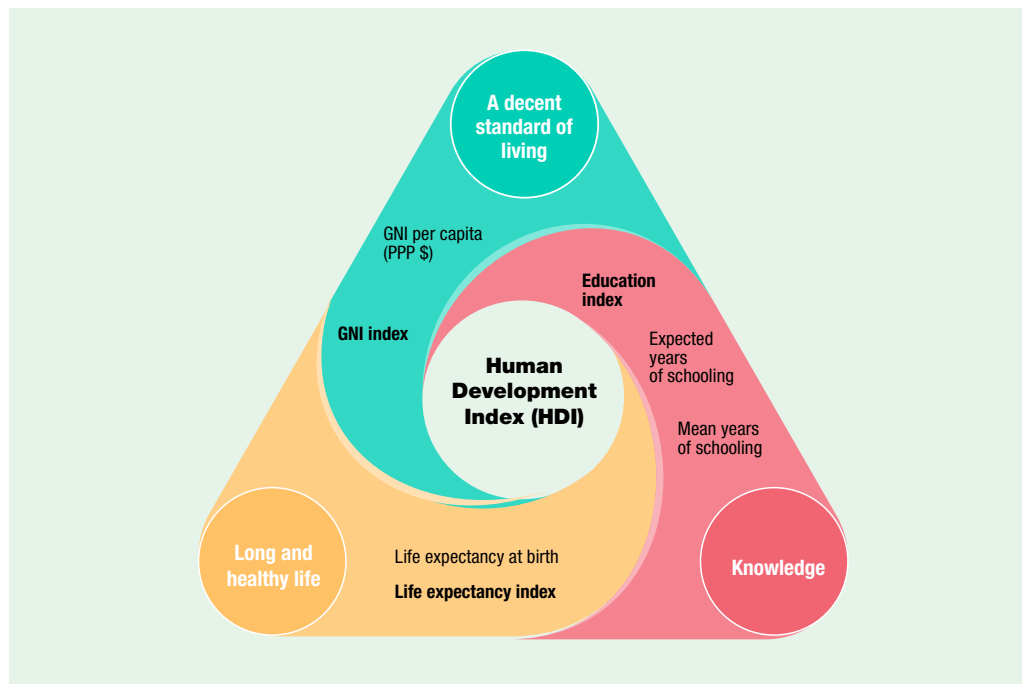 A decent
standard of
living
GNI per capita
(PPP $)
GNI index
Education
index
Expected
years
of schooling
Mean years
of schooling
Human
Development
Index (HDI)
Long and
healthy life
Life expectancy at birth
Life expectancy index
Knowledge